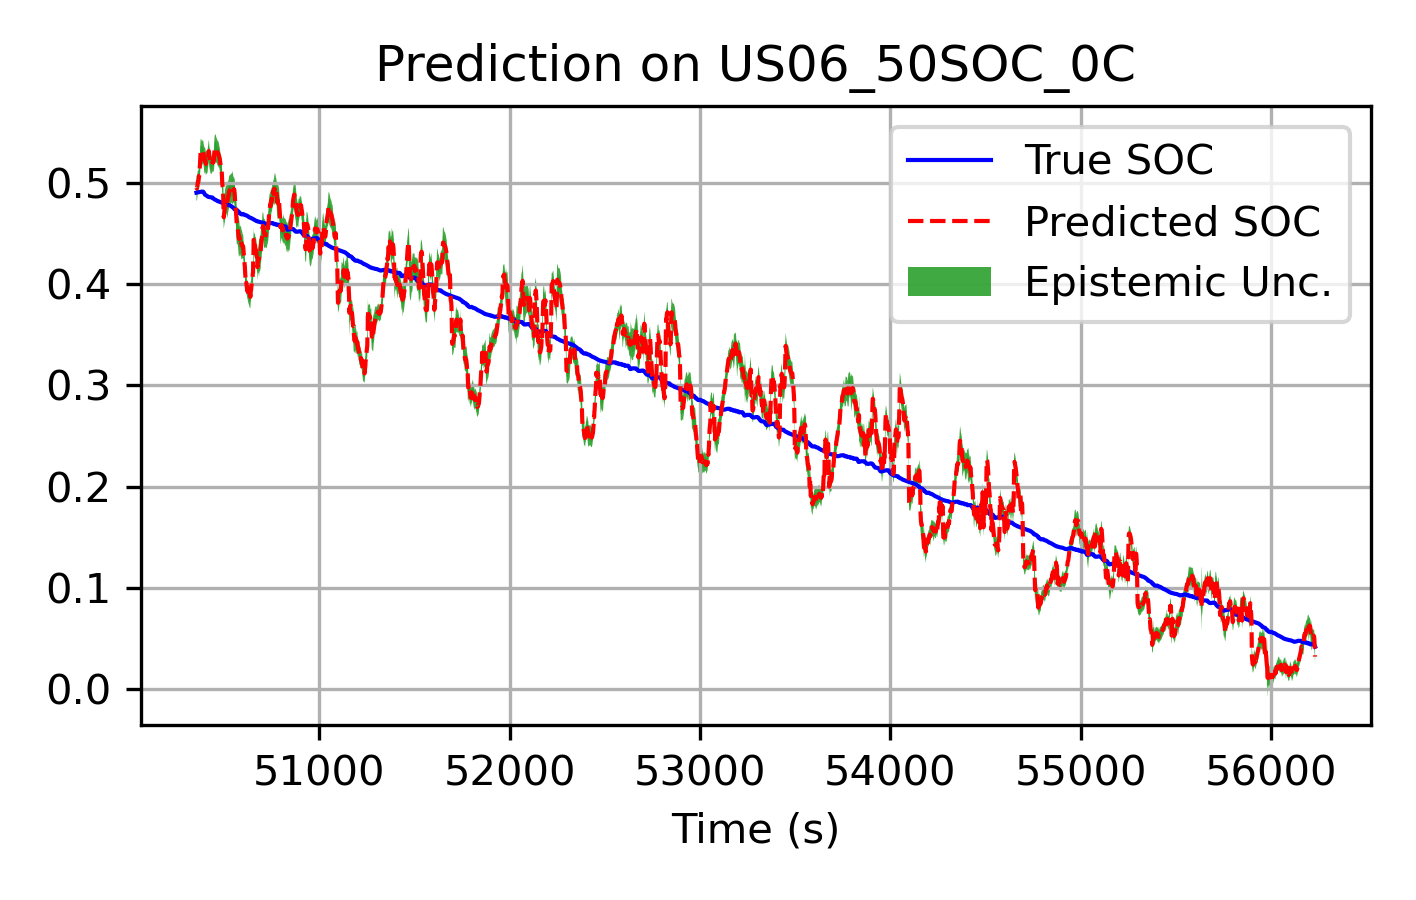 Prediction on US06_50SOC_0C
True SOC
Predicted SOC
Epistemic Unc.
0.5
0.4
0.3
0.2
0.1
0.0
51000 52000 53000 54000 55000 56000
Time (s)